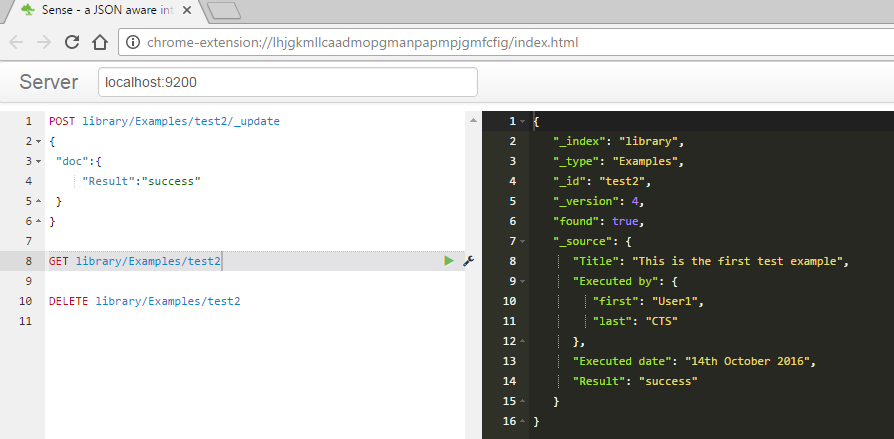 Sense - a JSON aware int
chrome-extension://lhjgkmllcaadmopgmanpapmpjgmfcfig/index.html
Server localhost:9200
1 POST library/Examples/test2/_update
2 {
3 "doc":{
4 "Result":"success"
5 }
6 }
7
8 GET library/Examples/test2
9
10 DELETE library/Examples/test2
11
1 {
2 "_index": "library",
3 "_type": "Examples",
4 "_id": "test2",
5 "_version": 4,
6 "found": true,
7 "_source": {
8 "Title": "This is the first test example",
9 "Executed by": {
10 "first": "User1",
11 "last": "CTS"
12 },
13 "Executed date": "14th October 2016",
14 "Result": "success"
15 }
16 }